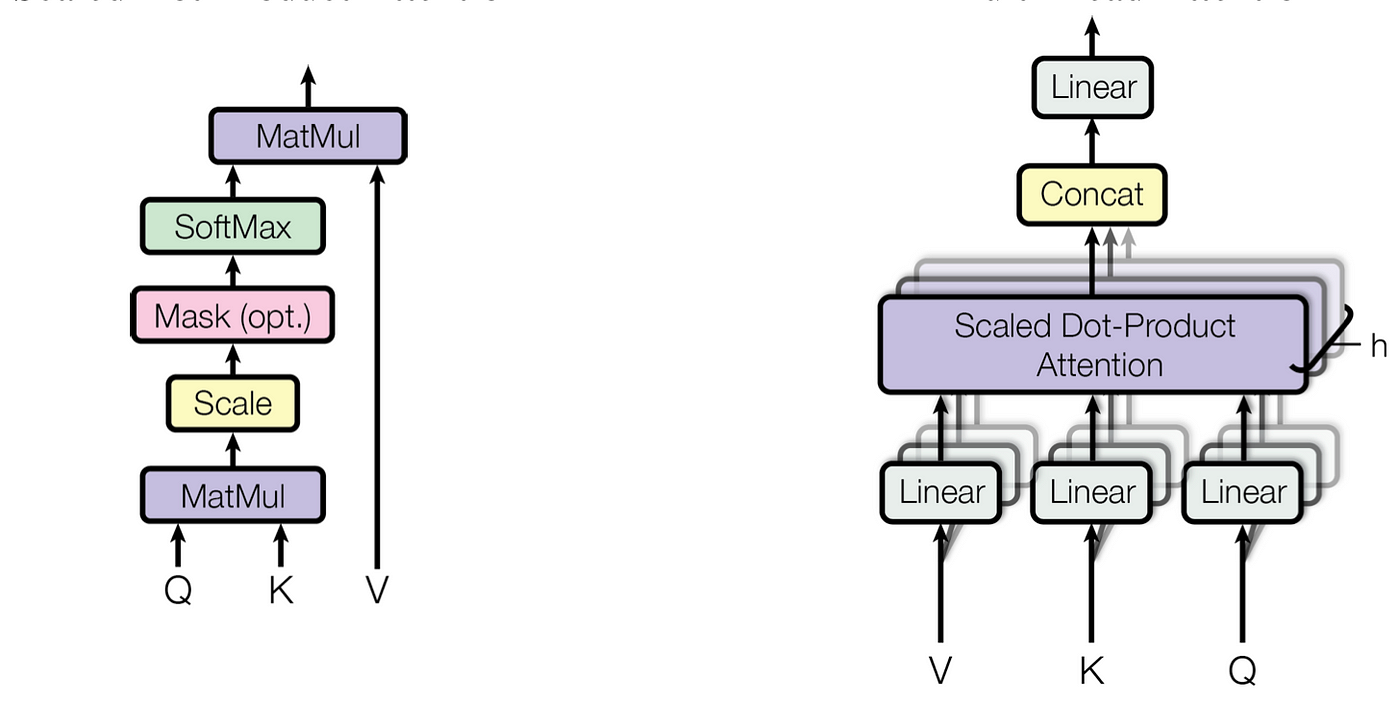 MatMul
SoftMax
Mask (opt.)
Scale
MatMul
Q K V
Linear
Concat
Scaled Dot-Product
Attention
h
Linear Linear Linear
V K Q